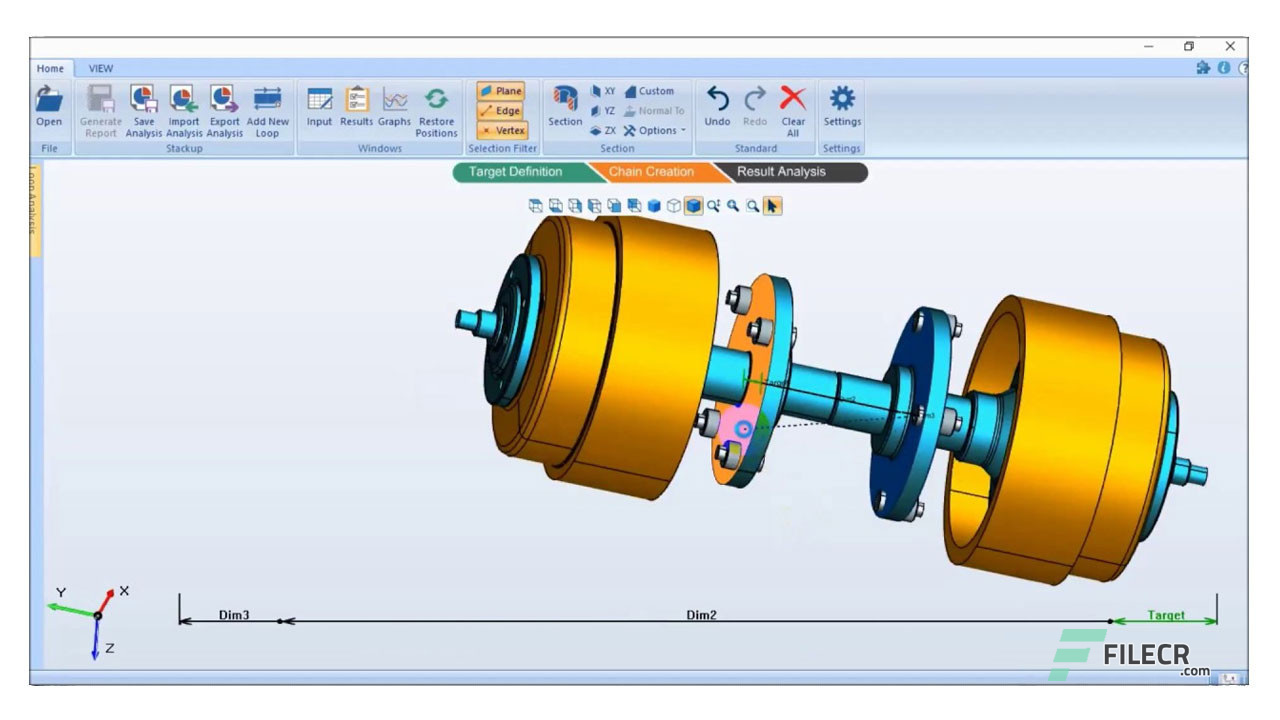 Home VIEW
Open Generate Report Save Analysis Import Analysis Export Analysis Add New Loop Input Results Graphs Restore Positions Plane Edge Vertex Section XY YZ ZX Custom Normal To Options Undo Redo Clear All Settings
File Stackup Windows Selection Filter Section Standard Settings
Target Definition Chain Creation Result Analysis
Loop Analysis
Target
Y X
Z
Dim3 Dim2 Target
FILECR
.com